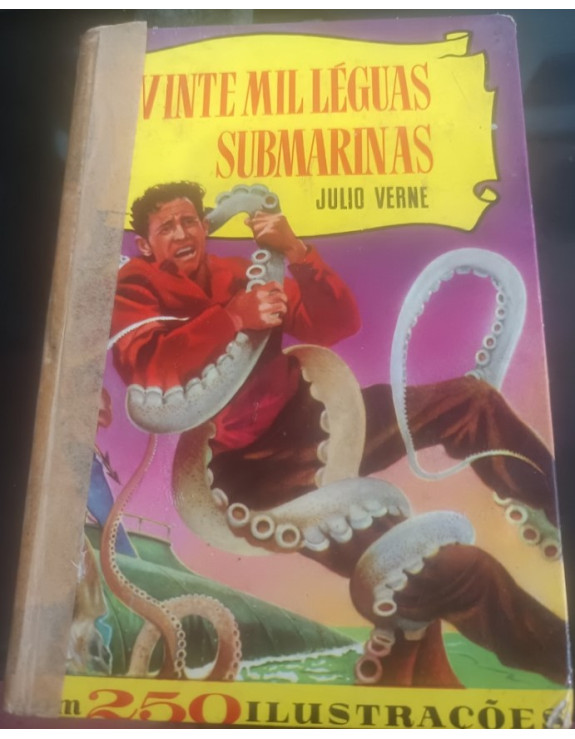 VINTE MIL LÉGUAS
SUBMARINAS
JULIO VERNE
m 250 ILUSTRAÇÕES